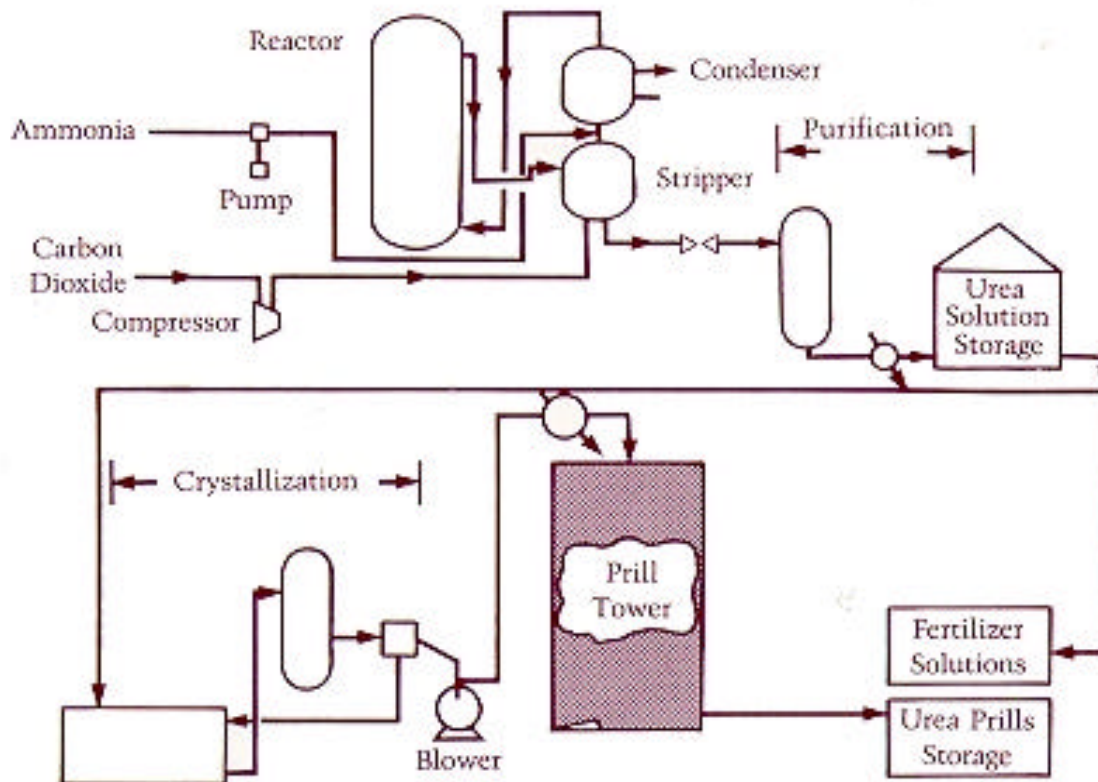 Reactor
Condenser
Ammonia
Purification
Pump
Stripper
Carbon
Dioxide
Compressor
Urea
Solution
Storage
Crystallization
Prill
Tower
Fertilizer
Solutions
Urea Prills
Storage
Blower